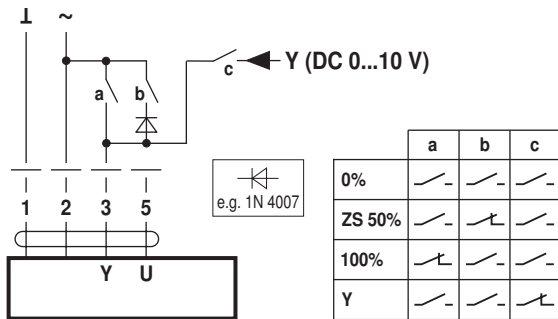 ⊥ ~
c Y (DC 0...10 V)
a b
e.g. 1N 4007
1 2 3 5
Y U
a b c
0%
ZS 50%
100%
Y